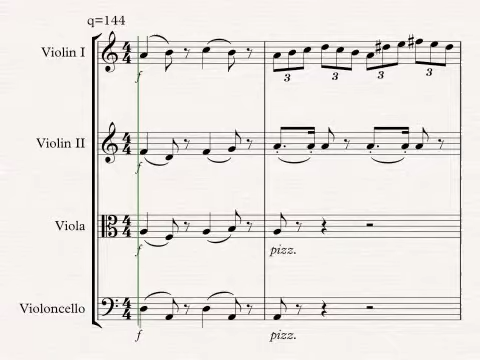 q=144
Violin I
f
3 3 3 3
Violin II
f
Viola
f
pizz.
Violoncello
f
pizz.